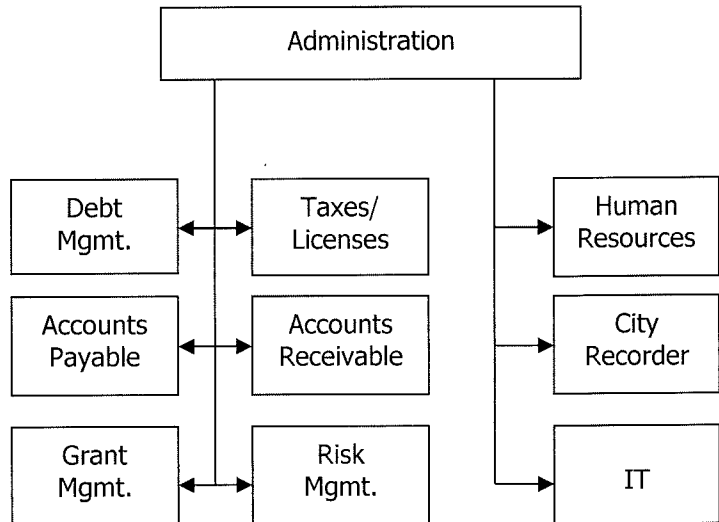 Administration
Debt
Mgmt.
Taxes/
Licenses
Human
Resources
Accounts
Payable
Accounts
Receivable
City
Recorder
Grant
Mgmt.
Risk
Mgmt.
IT